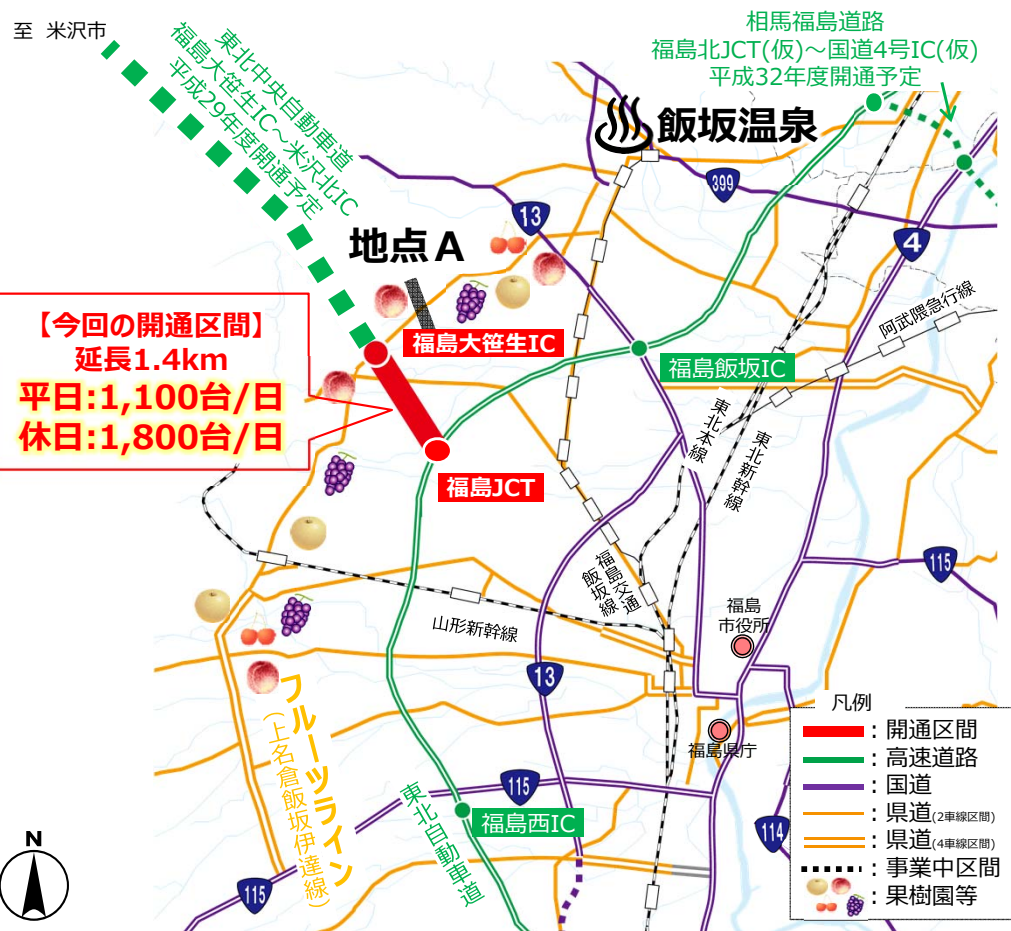 至 米沢市
東北中央自動車道
福島大笹生IC～米沢北IC
平成29年度開通予定
相馬福島道路
福島北JCT(仮)～国道4号IC(仮)
平成32年度開通予定
飯坂温泉
399
13
4
地点A
阿武隈急行線
【今回の開通区間】
延長1.4km
平日:1,100台/日
休日:1,800台/日
福島大笹生IC
福島飯坂IC
東北本線
東北新幹線
福島JCT
福島交通
飯坂線
115
山形新幹線
福島
市役所
13
フルーツライン
(上名倉飯坂伊達線)
福島県庁
115
東北自動車道
福島西IC
114
115
N
凡例
：開通区間
：高速道路
：国道
：県道(2車線区間)
：県道(4車線区間)
：事業中区間
：果樹園等